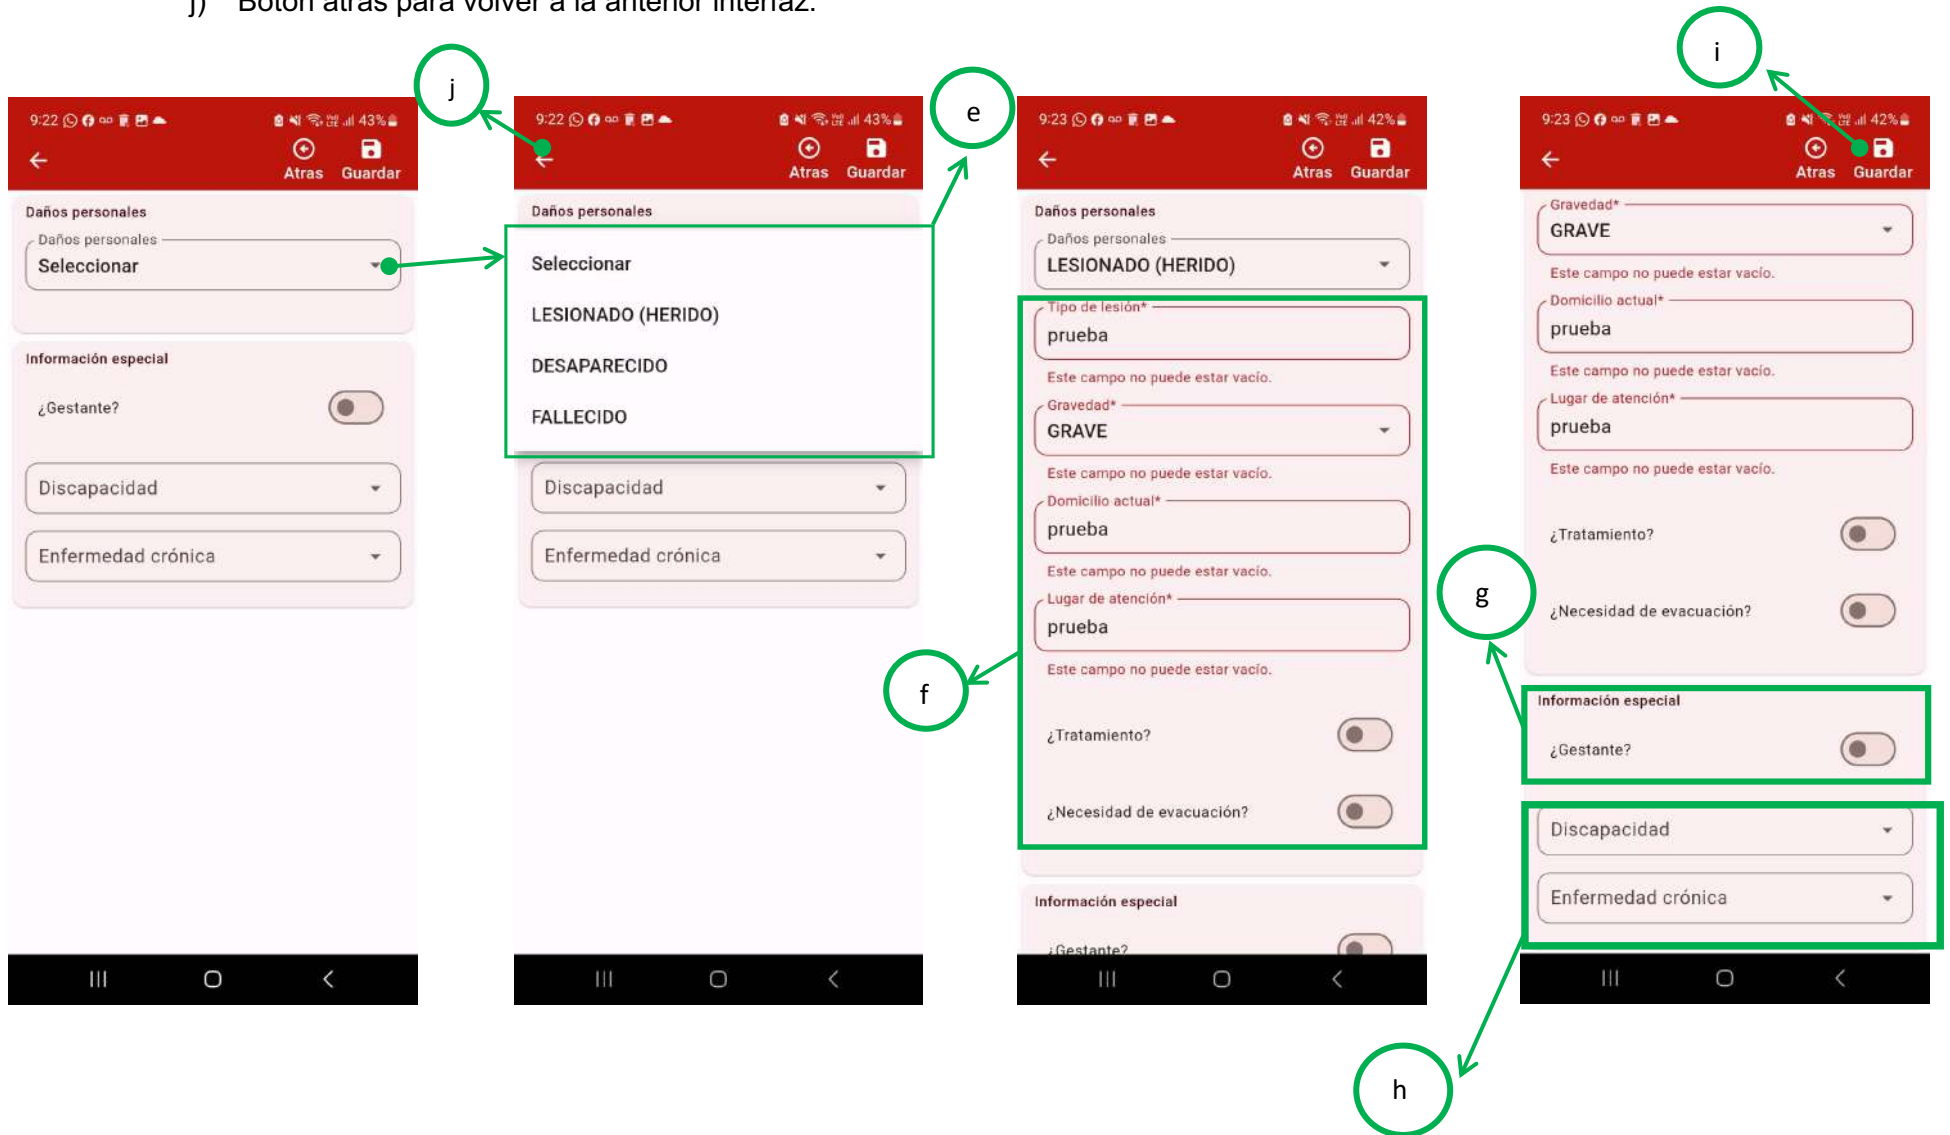 j) Botón atrás para volver a la anterior interfaz.
j
e
i
9:22 43%
Atras Guardar
Daños personales
Daños personales
Seleccionar
Información especial
¿Gestante?
Discapacidad
Enfermedad crónica
9:22 43%
Atras Guardar
Daños personales
Seleccionar
LESIONADO (HERIDO)
DESAPARECIDO
FALLECIDO
Discapacidad
Enfermedad crónica
9:23 42%
Atras Guardar
Daños personales
Daños personales
LESIONADO (HERIDO)
Tipo de lesión*
prueba
Este campo no puede estar vacío.
Gravedad*
GRAVE
Este campo no puede estar vacío.
Domicilio actual*
prueba
Este campo no puede estar vacío.
Lugar de atención*
prueba
Este campo no puede estar vacío.
¿Tratamiento?
¿Necesidad de evacuación?
Información especial
¿Gestante?
f
9:23 42%
Atras Guardar
Gravedad*
GRAVE
Este campo no puede estar vacío.
Domicilio actual*
prueba
Este campo no puede estar vacío.
Lugar de atención*
prueba
Este campo no puede estar vacío.
¿Tratamiento?
¿Necesidad de evacuación?
Información especial
¿Gestante?
Discapacidad
Enfermedad crónica
g
h